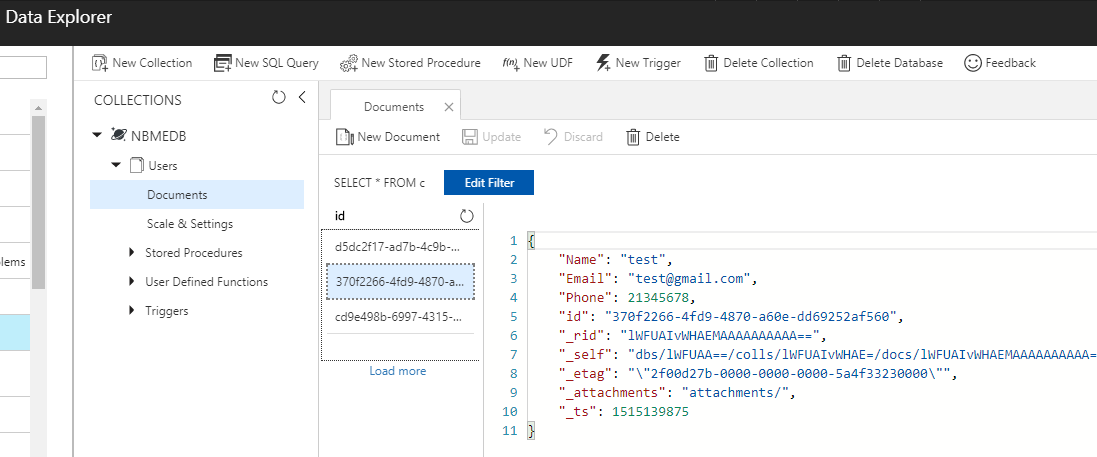 Data Explorer
New Collection New SQL Query New Stored Procedure New UDF New Trigger Delete Collection Delete Database Feedback
COLLECTIONS
NBMEDB
Users
Documents
Scale & Settings
Stored Procedures
User Defined Functions
Triggers
lems
Documents
New Document Update Discard Delete
SELECT * FROM c Edit Filter
id
d5dc2f17-ad7b-4c9b-...
370f2266-4fd9-4870-a...
cd9e498b-6997-4315-...
Load more
1 {
2 "Name": "test",
3 "Email": "test@gmail.com",
4 "Phone": 21345678,
5 "id": "370f2266-4fd9-4870-a60e-dd69252af560",
6 "_rid": "lWFUAIvWHAEMAAAAAAAAAA==",
7 "_self": "dbs/lWFUAA==/colls/lWFUAIvWHAE=/docs/lWFUAIvWHAEMAAAAAAAAAA=
8 "_etag": "\"2f00d27b-0000-0000-0000-5a4f33230000\"",
9 "_attachments": "attachments/",
10 "_ts": 1515139875
11 }